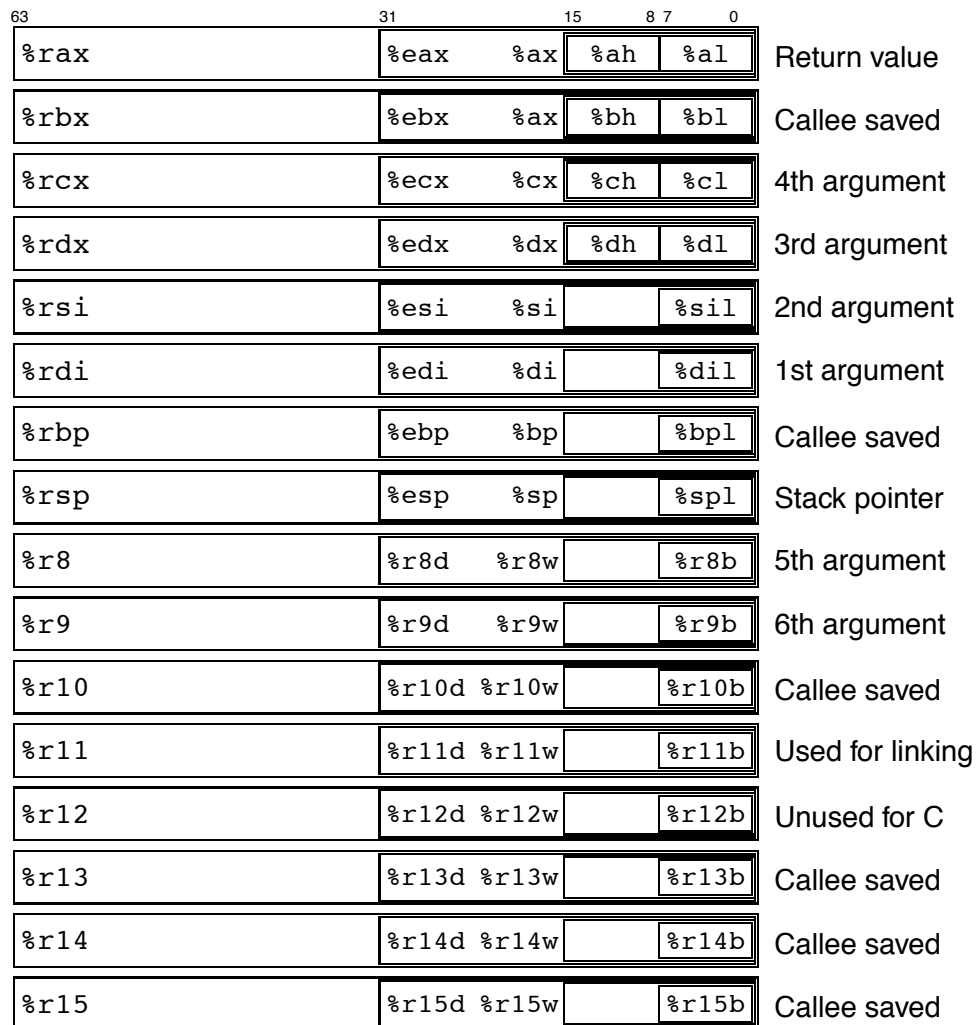 63 31 15 8 7 0
%rax %eax %ax %ah %al Return value
%rbx %ebx %ax %bh %bl Callee saved
%rcx %ecx %cx %ch %cl 4th argument
%rdx %edx %dx %dh %dl 3rd argument
%rsi %esi %si %sil 2nd argument
%rdi %edi %di %dil 1st argument
%rbp %ebp %bp %bpl Callee saved
%rsp %esp %sp %spl Stack pointer
%r8 %r8d %r8w %r8b 5th argument
%r9 %r9d %r9w %r9b 6th argument
%r10 %r10d %r10w %r10b Callee saved
%r11 %r11d %r11w %r11b Used for linking
%r12 %r12d %r12w %r12b Unused for C
%r13 %r13d %r13w %r13b Callee saved
%r14 %r14d %r14w %r14b Callee saved
%r15 %r15d %r15w %r15b Callee saved